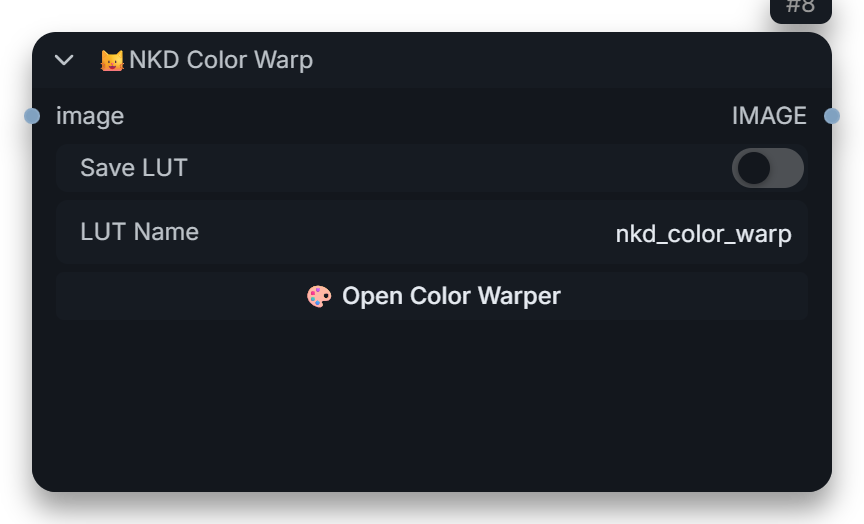 #8
NKD Color Warp
image
IMAGE
Save LUT
LUT Name
nkd_color_warp
Open Color Warper